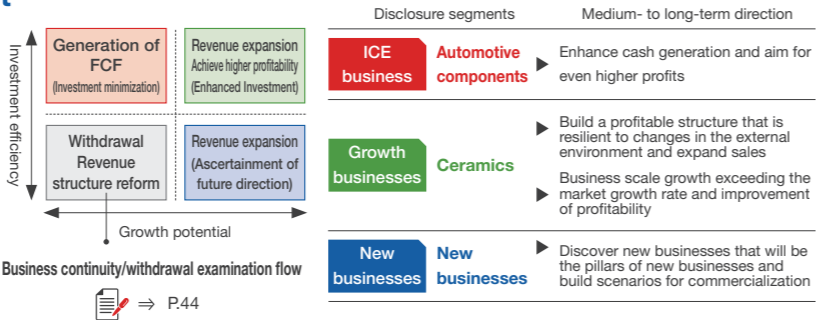 Investment efficiency
Generation of
FCF
(Investment minimization)
Revenue expansion
Achieve higher profitability
(Enhanced Investment)
Withdrawal
Revenue
structure reform
Revenue expansion
(Ascertainment of
future direction)
Growth potential
Business continuity/withdrawal examination flow
⇒ P.44
Disclosure segments
Medium- to long-term direction
ICE
business
Automotive
components
▶ Enhance cash generation and aim for
even higher profits
Growth
businesses
Ceramics
▶ Build a profitable structure that is
resilient to changes in the external
environment and expand sales
▶ Business scale growth exceeding the
market growth rate and improvement
of profitability
New
businesses
New
businesses
▶ Discover new businesses that will be
the pillars of new businesses and
build scenarios for commercialization